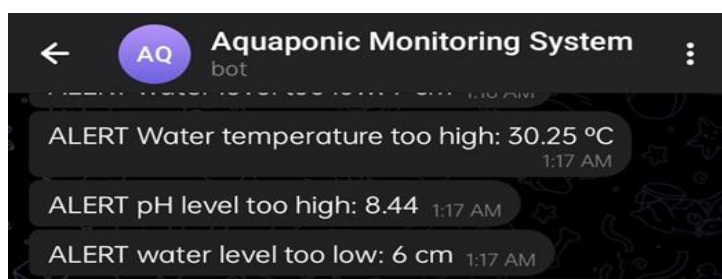 AQ
Aquaponic Monitoring System
bot
ALERT Water temperature too high: 30.25 ºC
1:17 AM
ALERT pH level too high: 8.44 1:17 AM
ALERT water level too low: 6 cm 1:17 AM